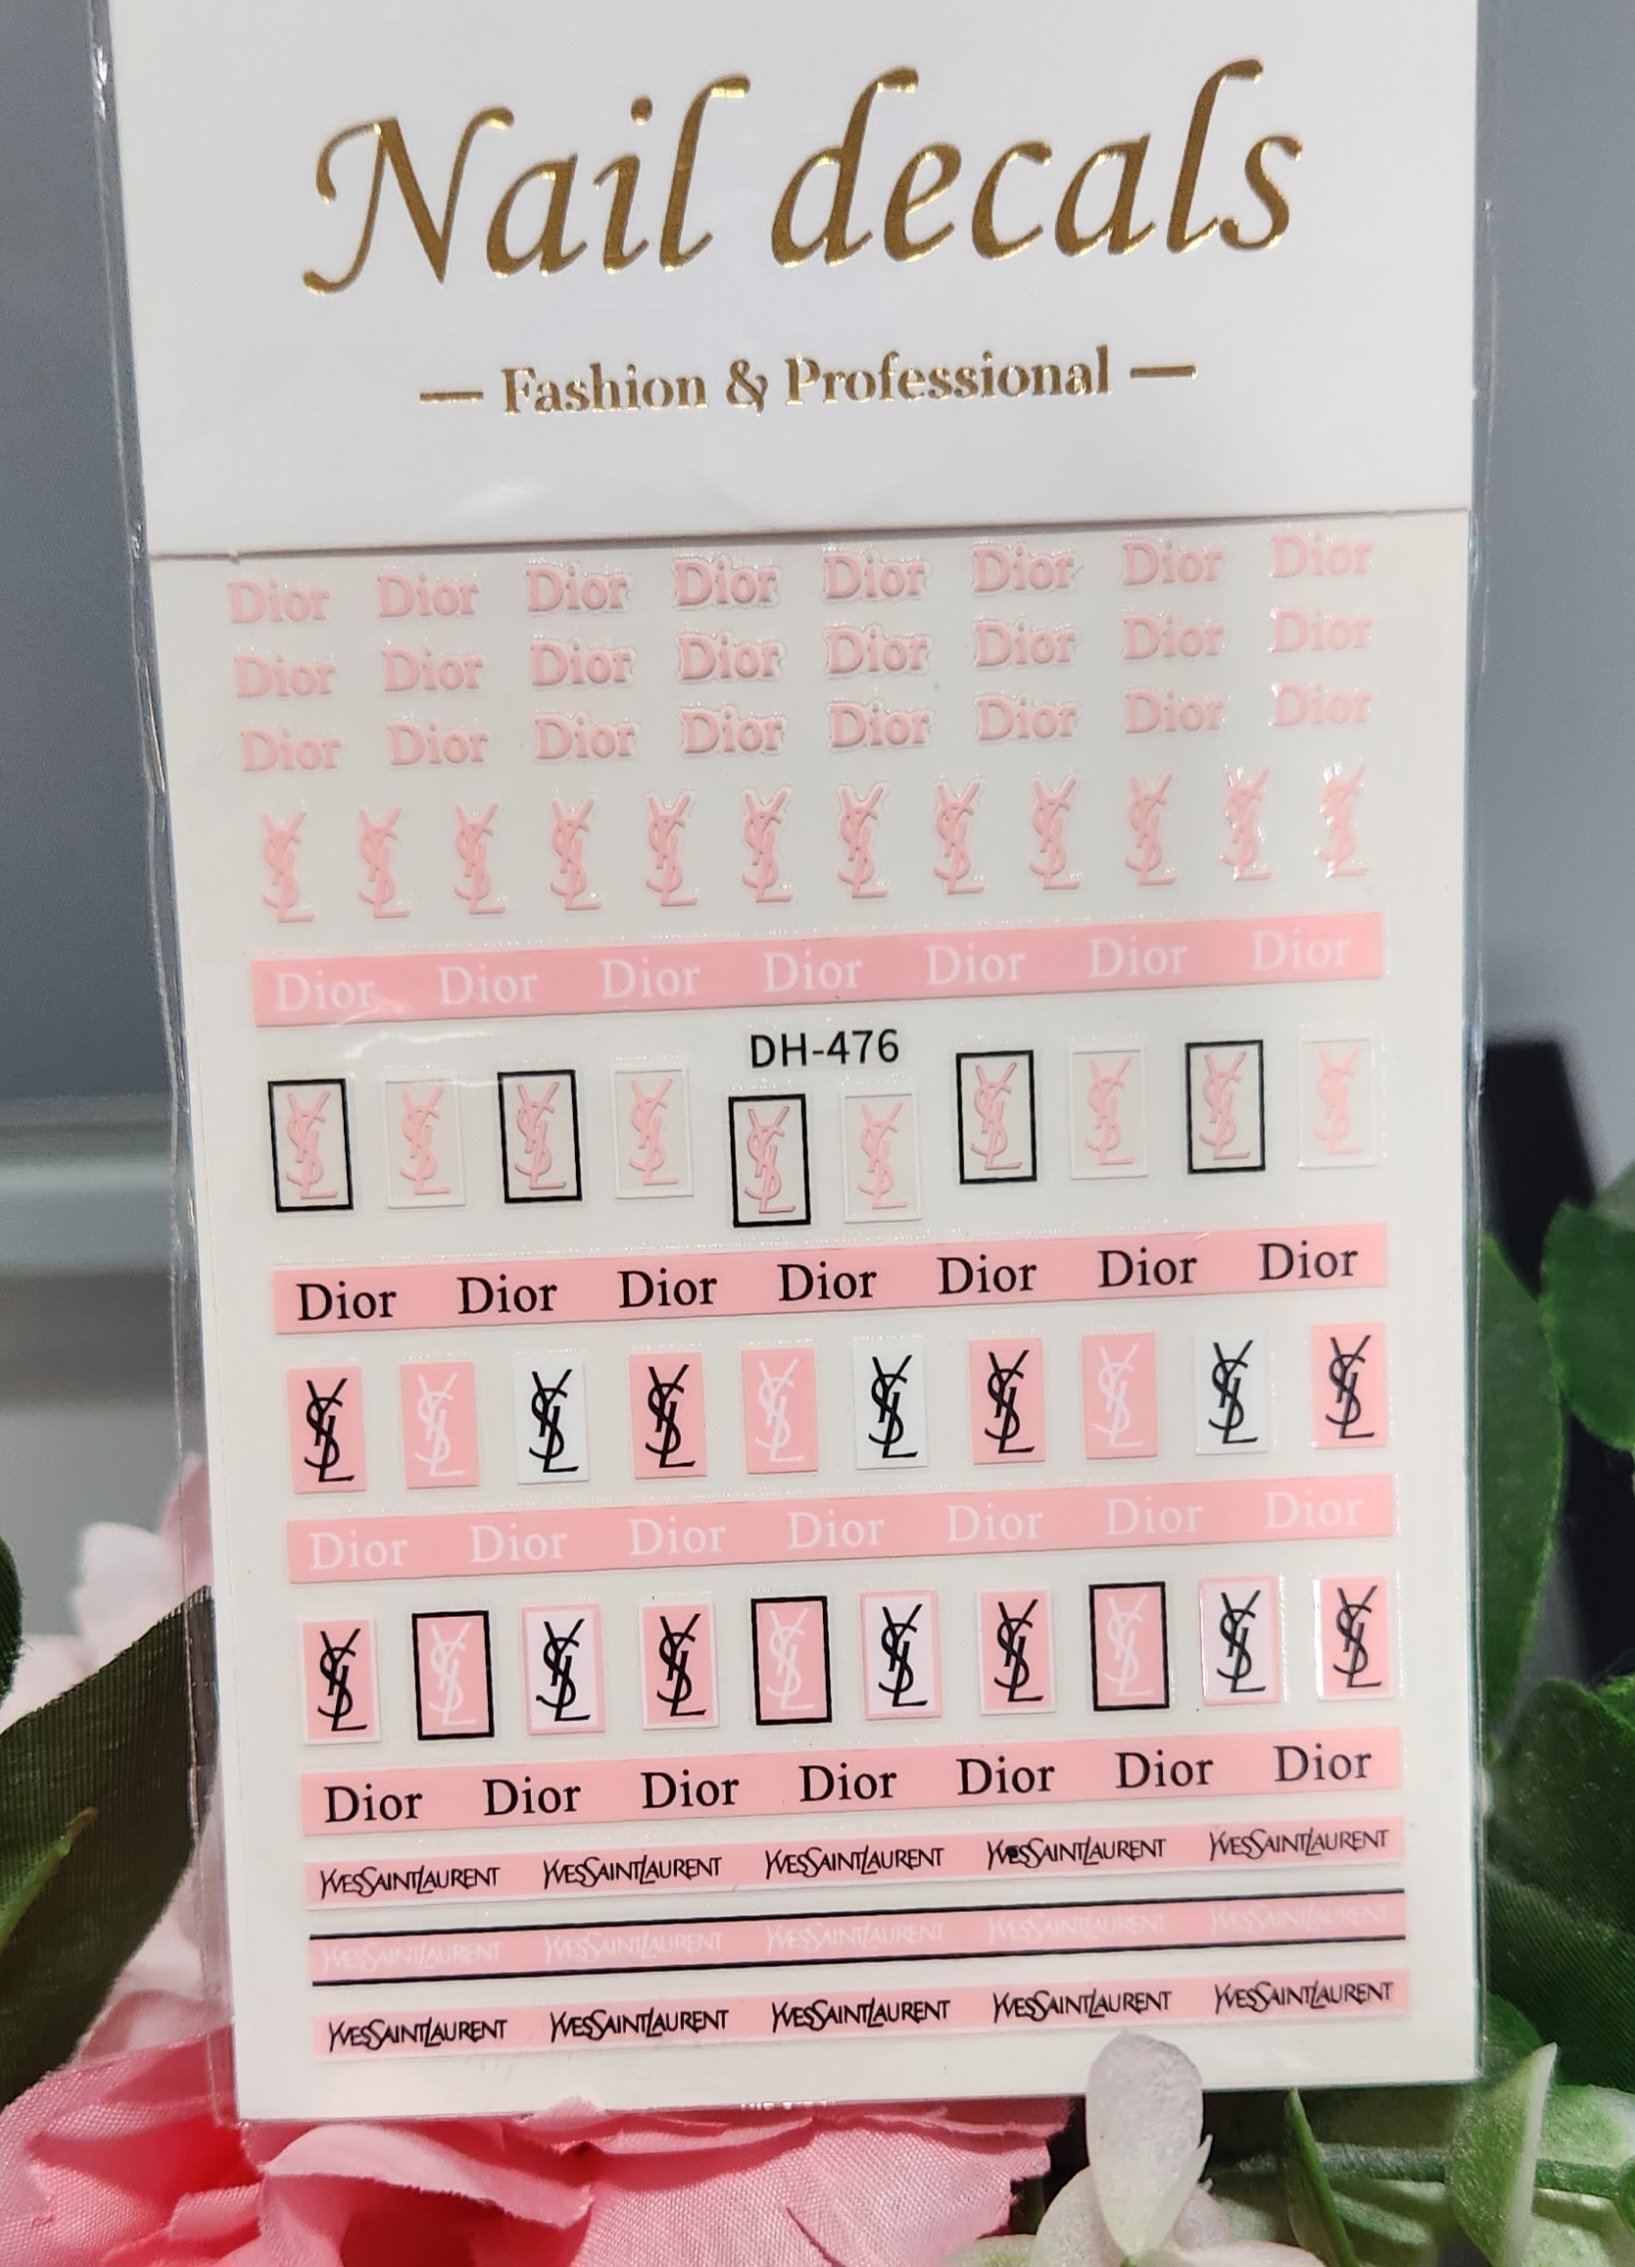 Nail decals
— Fashion & Professional —
Dior Dior Dior Dior Dior Dior Dior Dior
Dior Dior Dior Dior Dior Dior Dior Dior
Dior Dior Dior Dior Dior Dior Dior Dior
YSL YSL YSL YSL YSL YSL YSL YSL YSL YSL YSL YSL
Dior Dior Dior Dior Dior Dior Dior
DH-476
YSL YSL YSL YSL YSL YSL YSL YSL YSL YSL
Dior Dior Dior Dior Dior Dior Dior
YSL YSL YSL YSL YSL YSL YSL YSL YSL YSL
Dior Dior Dior Dior Dior Dior Dior
YSL YSL YSL YSL YSL YSL YSL YSL YSL YSL
Dior Dior Dior Dior Dior Dior Dior
YVESSAINTLAURENT YVESSAINTLAURENT YVESSAINTLAURENT YVESSAINTLAURENT YVESSAINTLAURENT
YVESSAINTLAURENT YVESSAINTLAURENT YVESSAINTLAURENT YVESSAINTLAURENT YVESSAINTLAURENT
YVESSAINTLAURENT YVESSAINTLAURENT YVESSAINTLAURENT YVESSAINTLAURENT YVESSAINTLAURENT